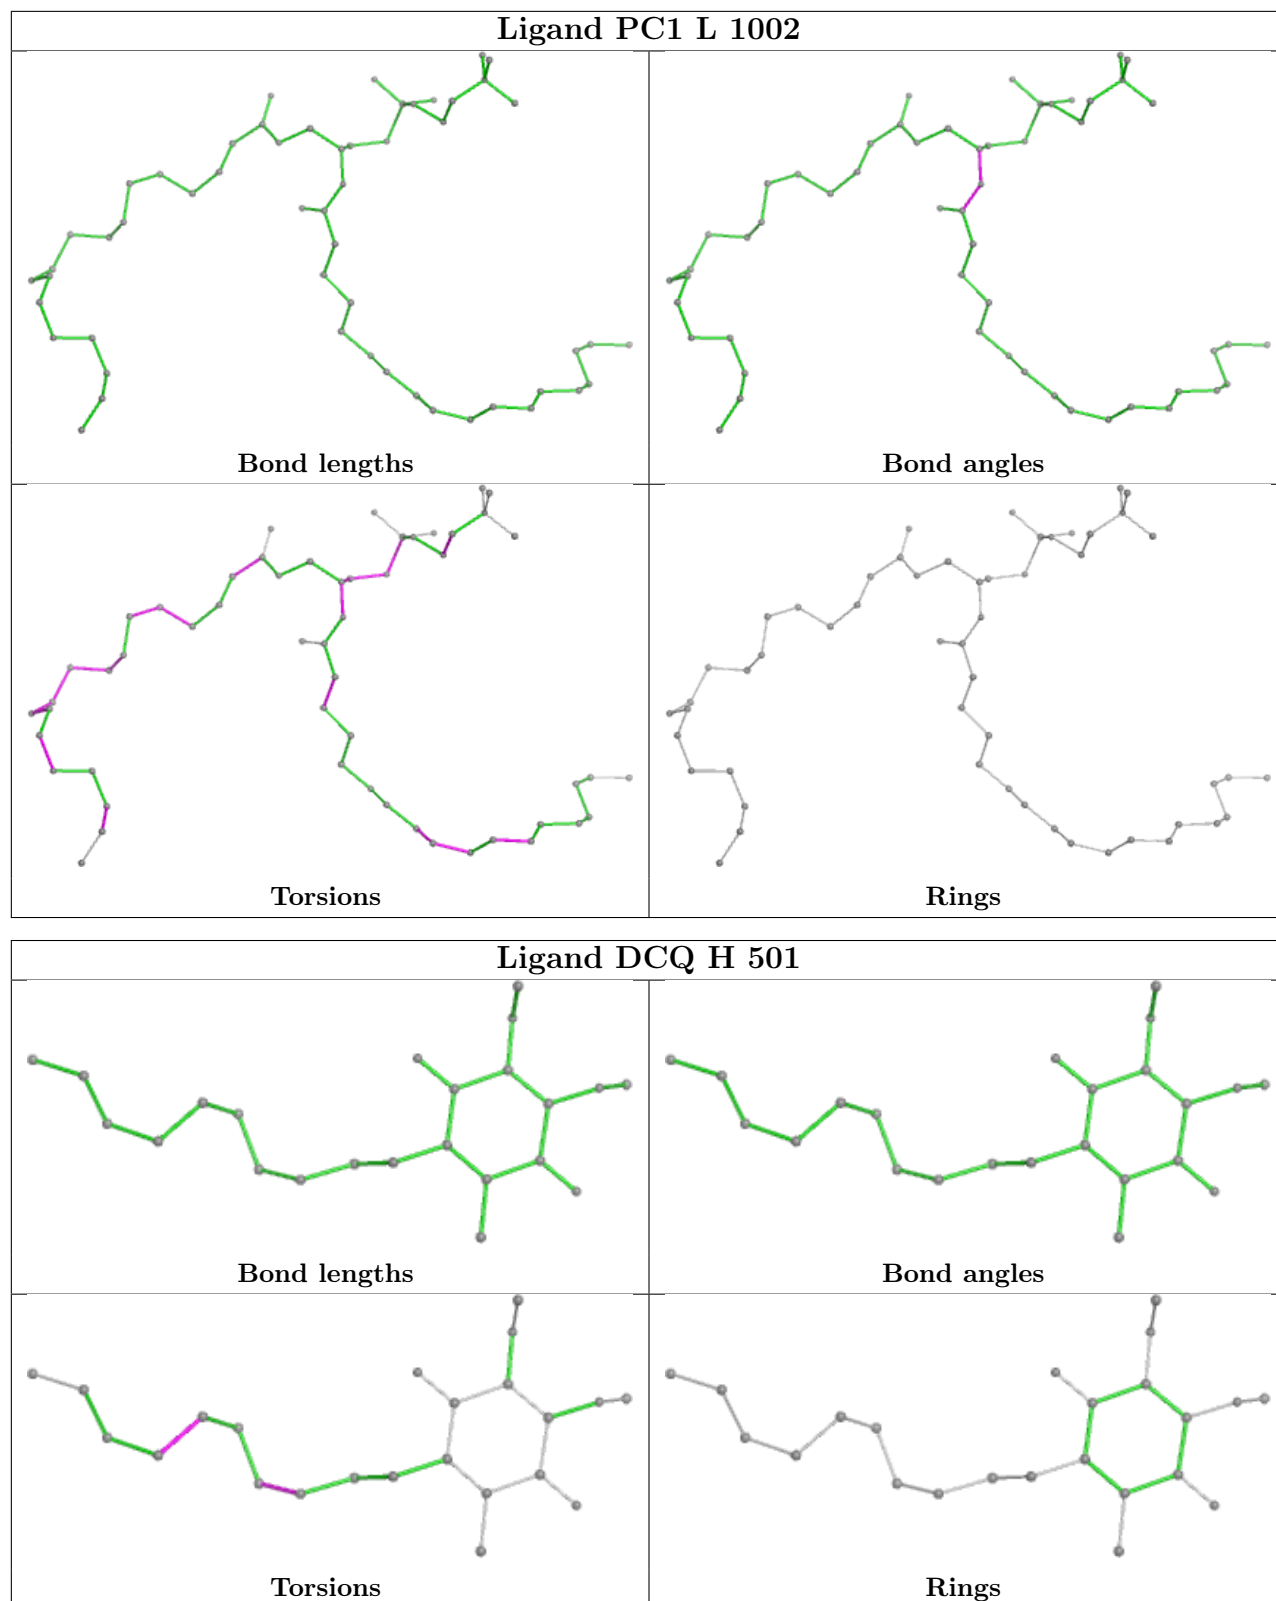 Ligand PC1 L 1002
Bond lengths
Bond angles
Torsions
Rings
Ligand DCQ H 501
Bond lengths
Bond angles
Torsions
Rings